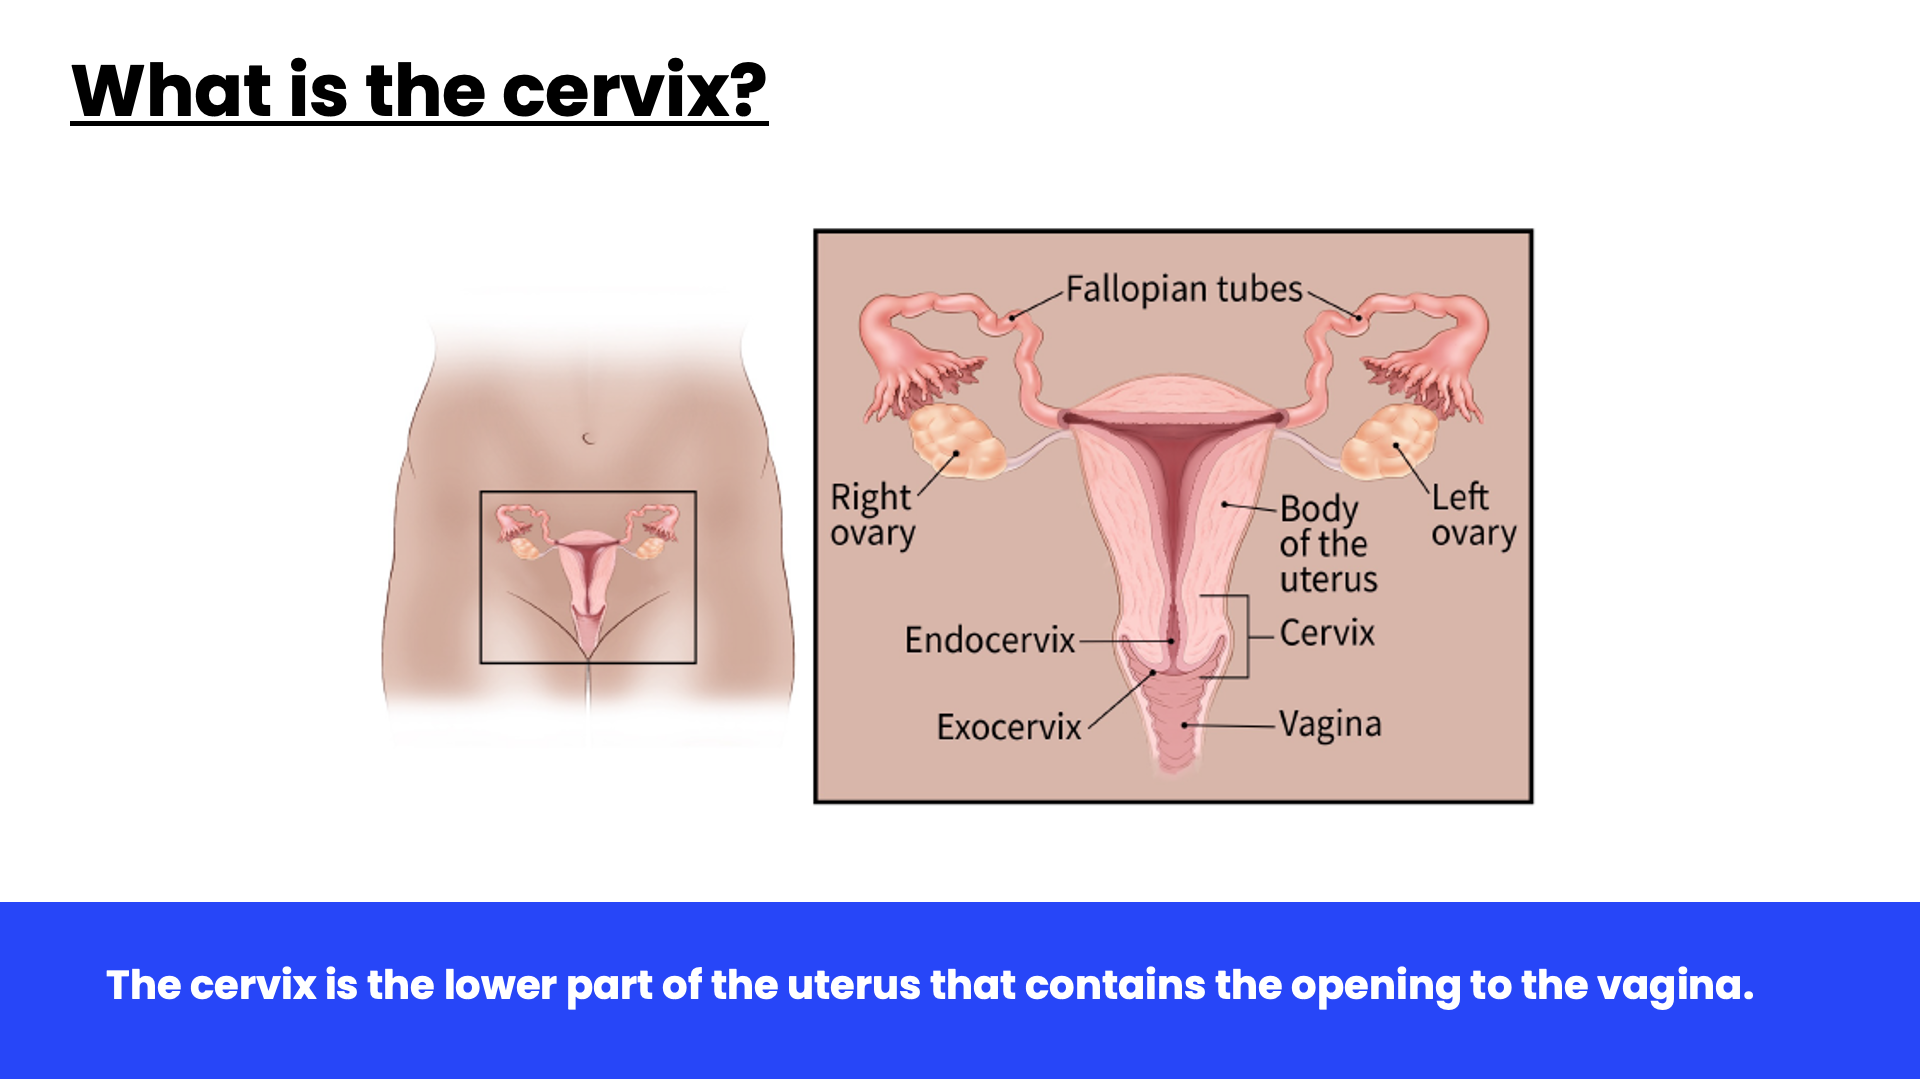 What is the cervix?
Fallopian tubes
Right
ovary
Left
ovary
Body
of the
uterus
Endocervix
Cervix
Exocervix
Vagina
The cervix is the lower part of the uterus that contains the opening to the vagina.